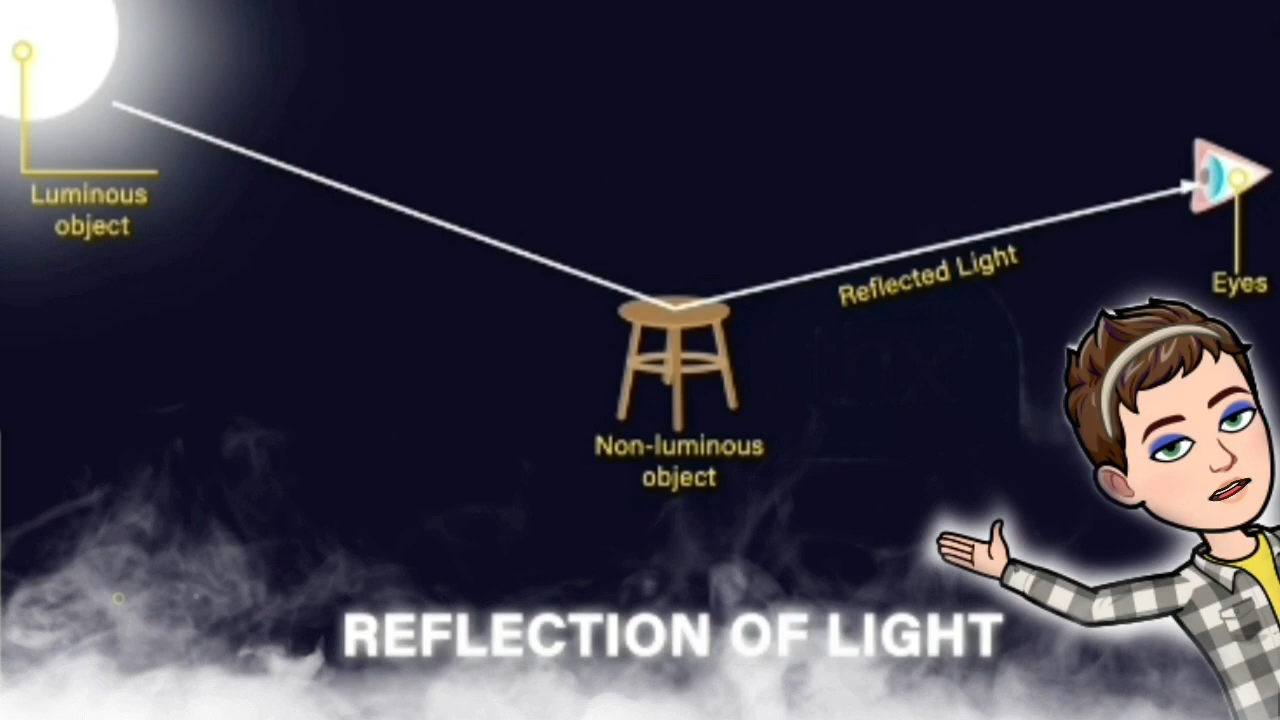 Luminous
object
Reflected Light
Eyes
Non-luminous
object
REFLECTION OF LIGHT